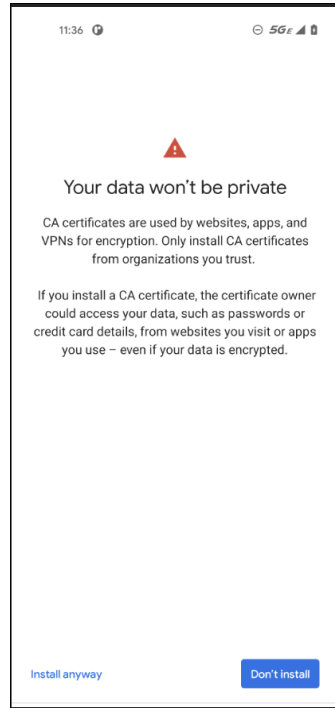 11:36
5GE
Your data won't be private
CA certificates are used by websites, apps, and
VPNs for encryption. Only install CA certificates
from organizations you trust.
If you install a CA certificate, the certificate owner
could access your data, such as passwords or
credit card details, from websites you visit or apps
you use – even if your data is encrypted.
Install anyway
Don't install